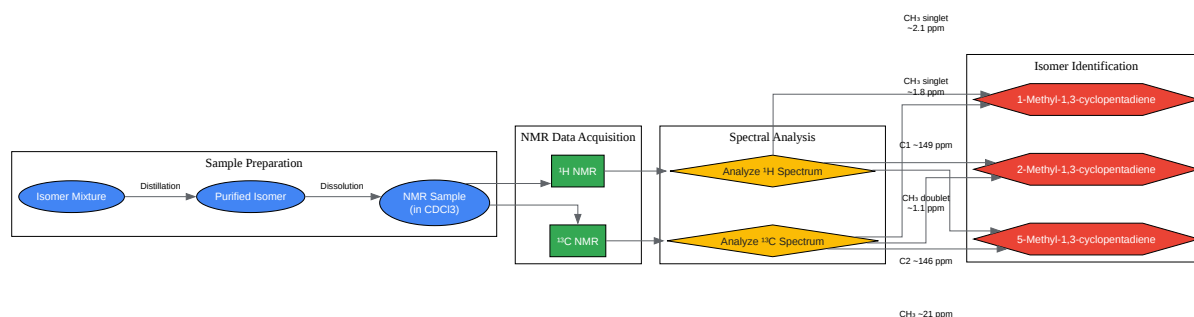 CH₃ singlet
~2.1 ppm
Isomer Identification
CH₃ singlet
~1.8 ppm
1-Methyl-1,3-cyclopentadiene
NMR Data Acquisition
Spectral Analysis
C1 ~149 ppm
Sample Preparation
¹H NMR
Analyze ¹H Spectrum
2-Methyl-1,3-cyclopentadiene
Distillation
Dissolution
Isomer Mixture
Purified Isomer
NMR Sample
(in CDCl3)
CH₃ doublet
~1.1 ppm
¹³C NMR
Analyze ¹³C Spectrum
5-Methyl-1,3-cyclopentadiene
C2 ~146 ppm
CH₃ ~21 ppm